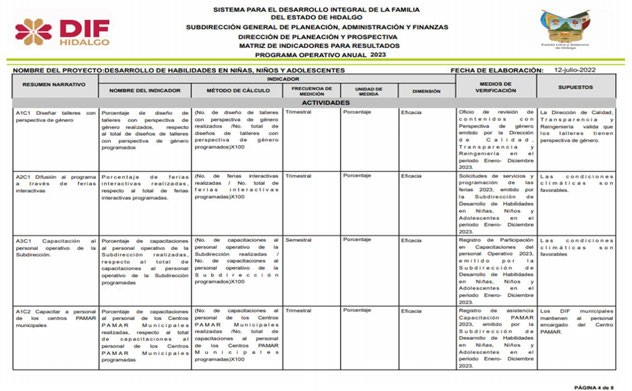 SISTEMA PARA EL DESARROLLO INTEGRAL DE LA FAMILIA
DEL ESTADO DE HIDALGO
SUBDIRECCIÓN GENERAL DE PLANEACIÓN, ADMINISTRACIÓN Y FINANZAS
DIRECCIÓN DE PLANEACIÓN Y PROSPECTIVA
MATRIZ DE INDICADORES PARA RESULTADOS
PROGRAMA OPERATIVO ANUAL 2023
DIF
HIDALGO
NOMBRE DEL PROYECTO:DESARROLLO DE HABILIDADES EN NIÑAS, NIÑOS Y ADOLESCENTES
FECHA DE ELABORACIÓN: 12-julio-2022
RESUMEN NARRATIVO
INDICADOR
NOMBRE DEL INDICADOR
MÉTODO DE CÁLCULO
FRECUENCIA DE
MEDICIÓN
UNIDAD DE
MEDIDA
DIMENSIÓN
MEDIOS DE
VERIFICACIÓN
SUPUESTOS
ACTIVIDADES
A1C1 Diseñar talleres con
perspectiva de género
Porcentaje de diseño de
talleres con perspectiva de
género realizados, respecto
al total de diseños de talleres
con perspectiva de género
programados
(No. de diseño de talleres
con perspectiva de género
realizados /No. total de
diseños de talleres con
perspectiva de género
programados)X100
Trimestral
Porcentaje
Eficacia
Oficio de revisión de
contenidos con
Perspectiva de género
emitido por la Dirección
de Calidad,
Transparencia y
Reingeniería en el
periodo Enero- Diciembre
2023.
La Dirección de Calidad,
Transparencia y
Reingeniería valida que
los talleres tienen
perspectiva de género.
A2C1 Difusión al programa
a través de ferias
interactivas
Porcentaje de ferias
interactivas realizadas,
respecto al total de ferias
interactivas programadas.
(No. de ferias interactivas
realizadas / No. total de
ferias interactivas
programadas)X100
Trimestral
Porcentaje
Eficacia
Solicitudes de servicios y
programación de las
ferias 2023, emitido por
la Subdirección de
Desarrollo de Habilidades
en Niñas, Niños y
Adolescentes en el
periodo Enero- Diciembre
2023.
Las condiciones
climáticas son
favorables.
A3C1 Capacitación al
personal operativo de la
Subdirección.
Porcentaje de capacitaciones
al personal operativo de la
Subdirección realizadas,
respecto al total de
capacitaciones al personal
operativo de la Subdirección
programadas
(No. de capacitaciones al
personal operativo de la
Subdirección realizadas /
No. total de capacitaciones
al personal operativo de la
Subdirección
programadas)X100
Semestral
Porcentaje
Eficacia
Registro de Participación
en Capacitaciones del
personal Operativo 2023,
emitido por la
Subdirección de
Desarrollo de Habilidades
en Niñas, Niños y
Adolescentes en el
periodo Enero- Diciembre
2023.
Las condiciones
climáticas son
favorables
A1C2 Capacitar a personal
de los centros PAMAR
municipales
Porcentaje de capacitaciones
al personal de los Centros
PAMAR Municipales
realizadas, respecto al total
de capacitaciones al
personal de los Centros
PAMAR Municipales
programadas
(No. de capacitaciones al
personal de los Centros
PAMAR Municipales
realizadas /No. total de
capacitaciones al personal
de los Centros PAMAR
Municipales
programadas)X100
Trimestral
Porcentaje
Eficacia
Registro de asistencia
Capacitación PAMAR
2023, emitido por la
Subdirección de
Desarrollo de Habilidades
en Niñas, Niños y
Adolescentes en el
periodo Enero- Diciembre
2023.
Los DIF municipales
mantienen al personal
encargado del Centro
PAMAR.
PÁGINA 4 de 8